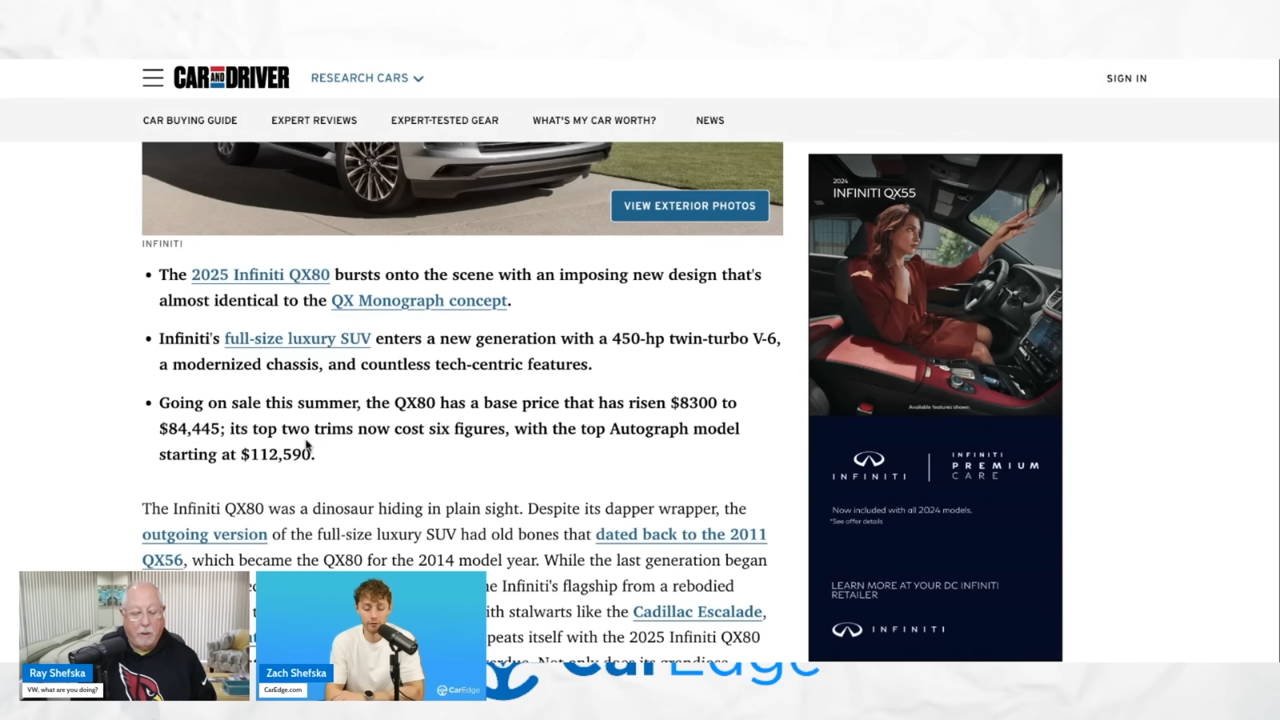 CAR AND DRIVER
RESEARCH CARS
SIGN IN
CAR BUYING GUIDE
EXPERT REVIEWS
EXPERT-TESTED GEAR
WHAT'S MY CAR WORTH?
NEWS
VIEW EXTERIOR PHOTOS
INFINITI
• The 2025 Infiniti QX80 bursts onto the scene with an imposing new design that's
almost identical to the QX Monograph concept.
• Infiniti's full-size luxury SUV enters a new generation with a 450-hp twin-turbo V-6,
a modernized chassis, and countless tech-centric features.
• Going on sale this summer, the QX80 has a base price that has risen $8300 to
$84,445; its top two trims now cost six figures, with the top Autograph model
starting at $112,590.
The Infiniti QX80 was a dinosaur hiding in plain sight. Despite its dapper wrapper, the
outgoing version of the full-size luxury SUV had old bones that dated back to the 2011
QX56, which became the QX80 for the 2014 model year. While the last generation began
Infiniti's flagship from a rebodied
with stalwarts like the Cadillac Escalade,
repeats itself with the 2025 Infiniti QX80
2024
INFINITI QX55
Available features shown.
INFINITI
INFINITI
PREMIUM
CARE
Now included with all 2024 models.
*See offer details
LEARN MORE AT YOUR DC INFINITI
RETAILER
INFINITI
Ray Shefska
VW, what are you doing?
Zach Shefska
CarEdge.com
CarEdge
CarEdge